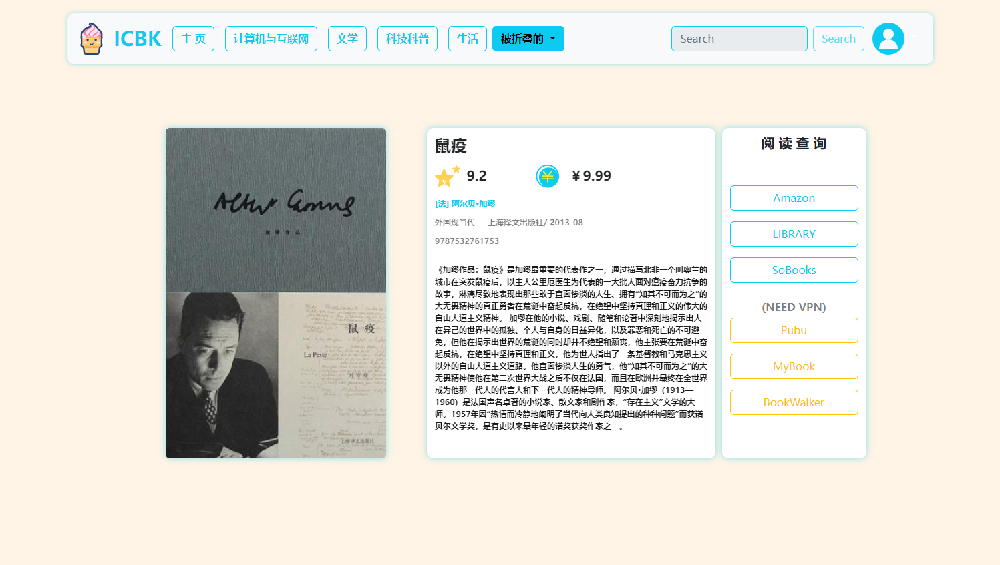 ICBK 主 页 计算机与互联网 文学 科技科普 生活 被折叠的 Search Search
加 缪 作 品
鼠 疫
La Peste
上海译文出版社
鼠疫
9.2 ¥ ¥ 9.99
[法] 阿尔贝•加缪
外国现当代 上海译文出版社/ 2013-08
9787532761753
《加缪作品：鼠疫》是加缪最重要的代表作之一，通过描写北非一个叫奥兰的
城市在突发鼠疫后，以主人公里厄医生为代表的一大批人面对瘟疫奋力抗争的
故事，淋漓尽致地表现出那些敢于直面惨淡的人生、拥有“知其不可而为之”的
大无畏精神的真正勇者在荒诞中奋起反抗，在绝望中坚持真理和正义的伟大的
自由人道主义精神。 加缪在他的小说、戏剧、随笔和论著中深刻地揭示出人
在异己的世界中的孤独、个人与自身的日益异化，以及罪恶和死亡的不可避
免，但他在揭示出世界的荒诞的同时却并不绝望和颓丧，他主张要在荒诞中奋
起反抗，在绝望中坚持真理和正义，他为世人指出了一条基督教和马克思主义
以外的自由人道主义道路。他直面惨淡人生的勇气，他“知其不可而为之”的大
无畏精神使他在第二次世界大战之后不仅在法国，而且在欧洲并最终在全世界
成为他那一代人的代言人和下一代人的精神导师。 阿尔贝•加缪（1913—
1960）是法国声名卓著的小说家、散文家和剧作家，“存在主义”文学的大
师。1957年因“热情而冷静地阐明了当代向人类良知提出的种种问题”而获诺
贝尔文学奖，是有史以来最年轻的诺奖获奖作家之一。
阅 读 查 询
Amazon
LIBRARY
SoBooks
(NEED VPN)
Pubu
MyBook
BookWalker